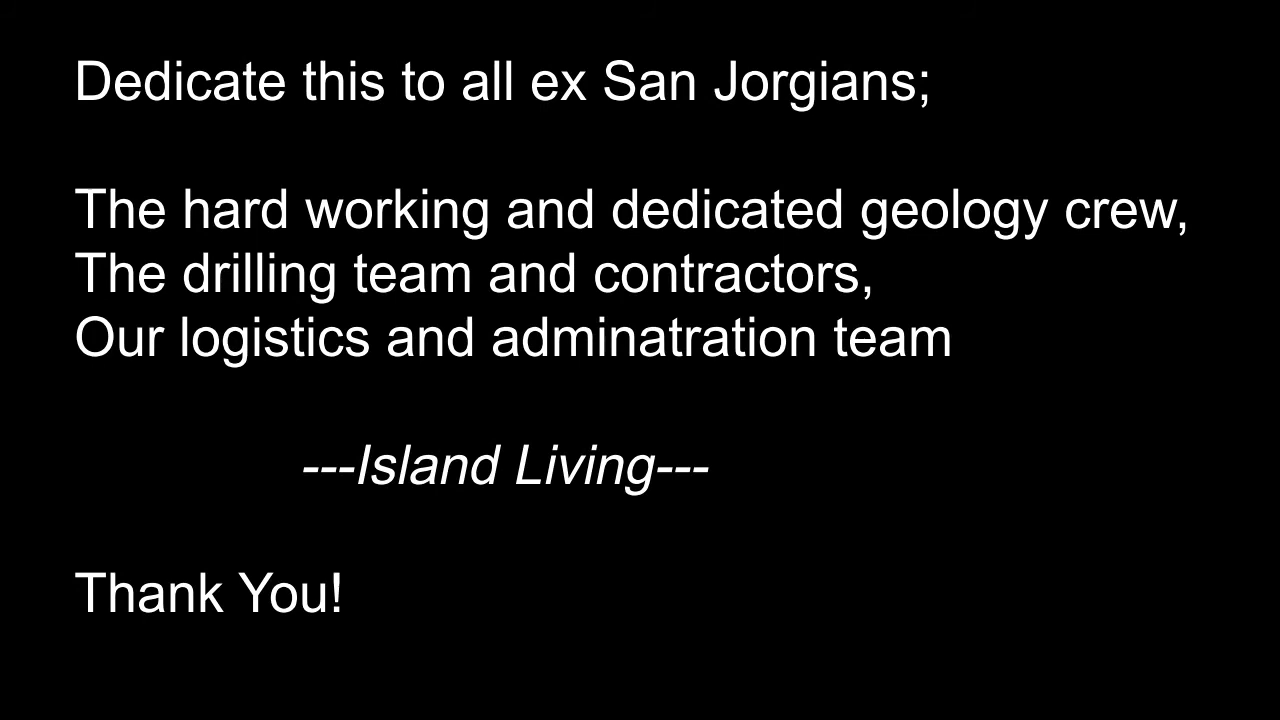 Dedicate this to all ex San Jorgians;
The hard working and dedicated geology crew,
The drilling team and contractors,
Our logistics and adminatration team
---Island Living---
Thank You!